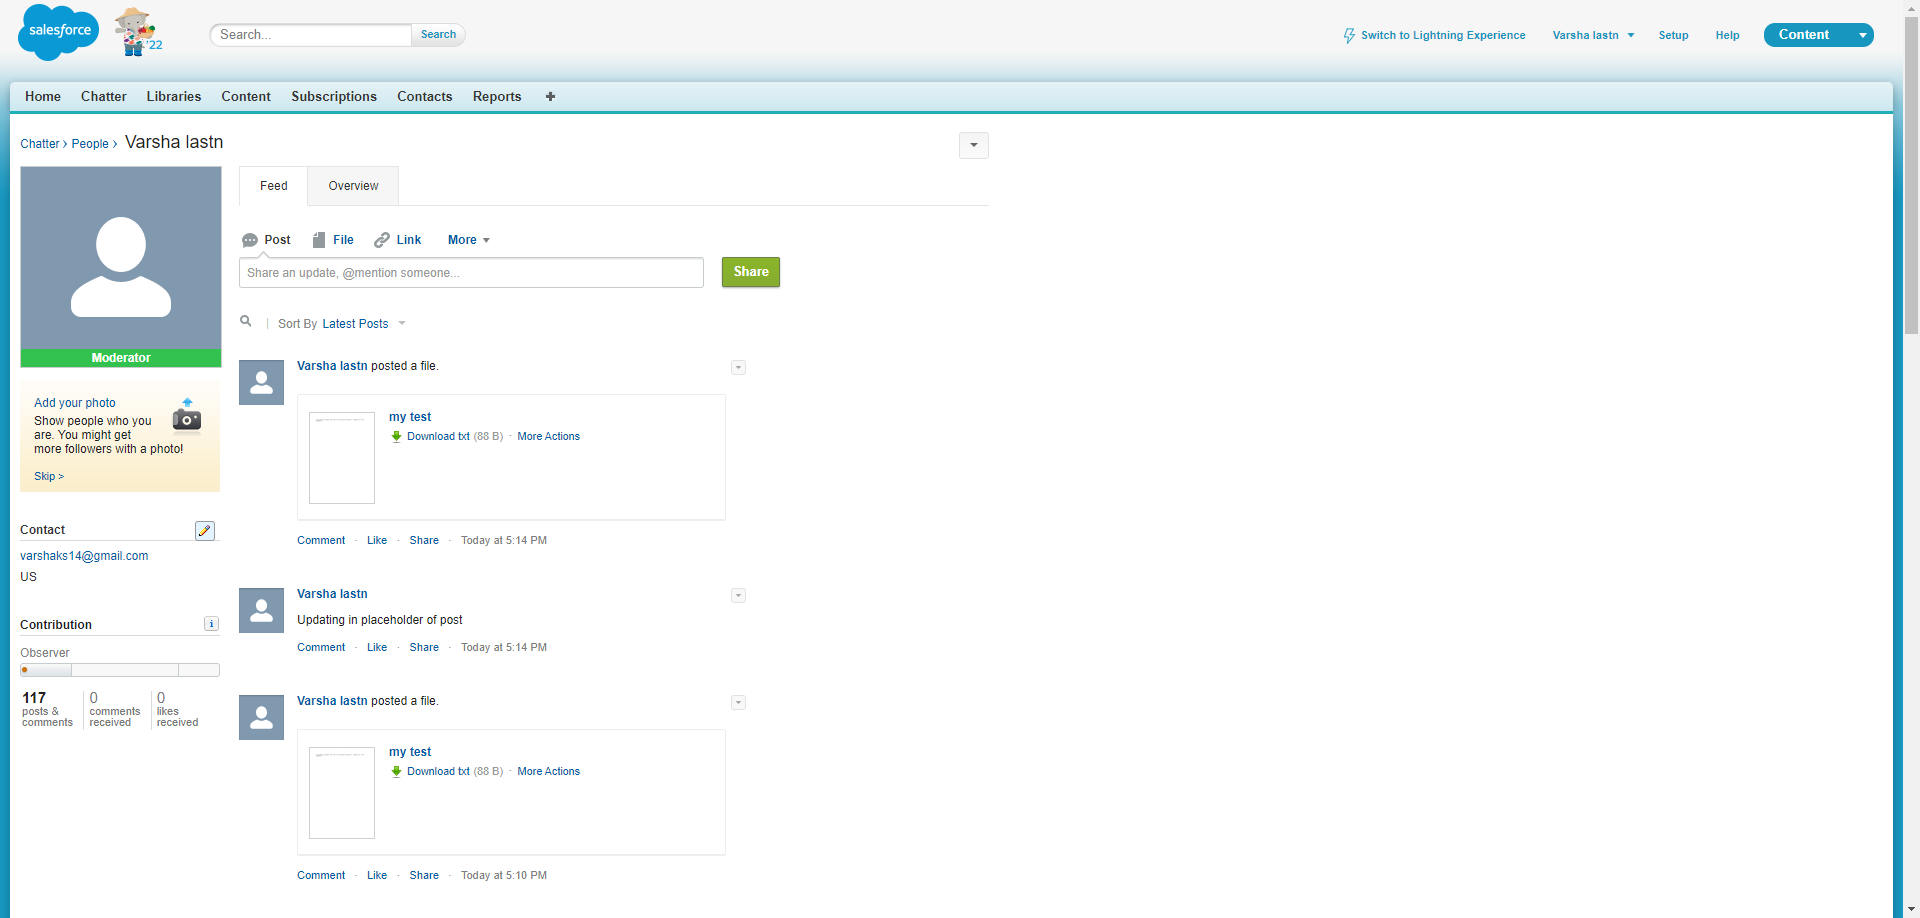 salesforce
'22
Search...
Search
Switch to Lightning Experience
Varsha lastn
Setup
Help
Content
Home
Chatter
Libraries
Content
Subscriptions
Contacts
Reports
+
Chatter › People › Varsha lastn
Moderator
Add your photo
Show people who you
are. You might get
more followers with a photo!
Skip >
Contact
varshaks14@gmail.com
US
Contribution
i
Observer
117
posts &
comments
0
comments
received
0
likes
received
Feed
Overview
Post
File
Link
More
Share an update, @mention someone...
Share
Sort By Latest Posts
Varsha lastn posted a file.
my test
Download txt (88 B) · More Actions
Comment · Like · Share · Today at 5:14 PM
Varsha lastn
Updating in placeholder of post
Comment · Like · Share · Today at 5:14 PM
Varsha lastn posted a file.
my test
Download txt (88 B) · More Actions
Comment · Like · Share · Today at 5:10 PM